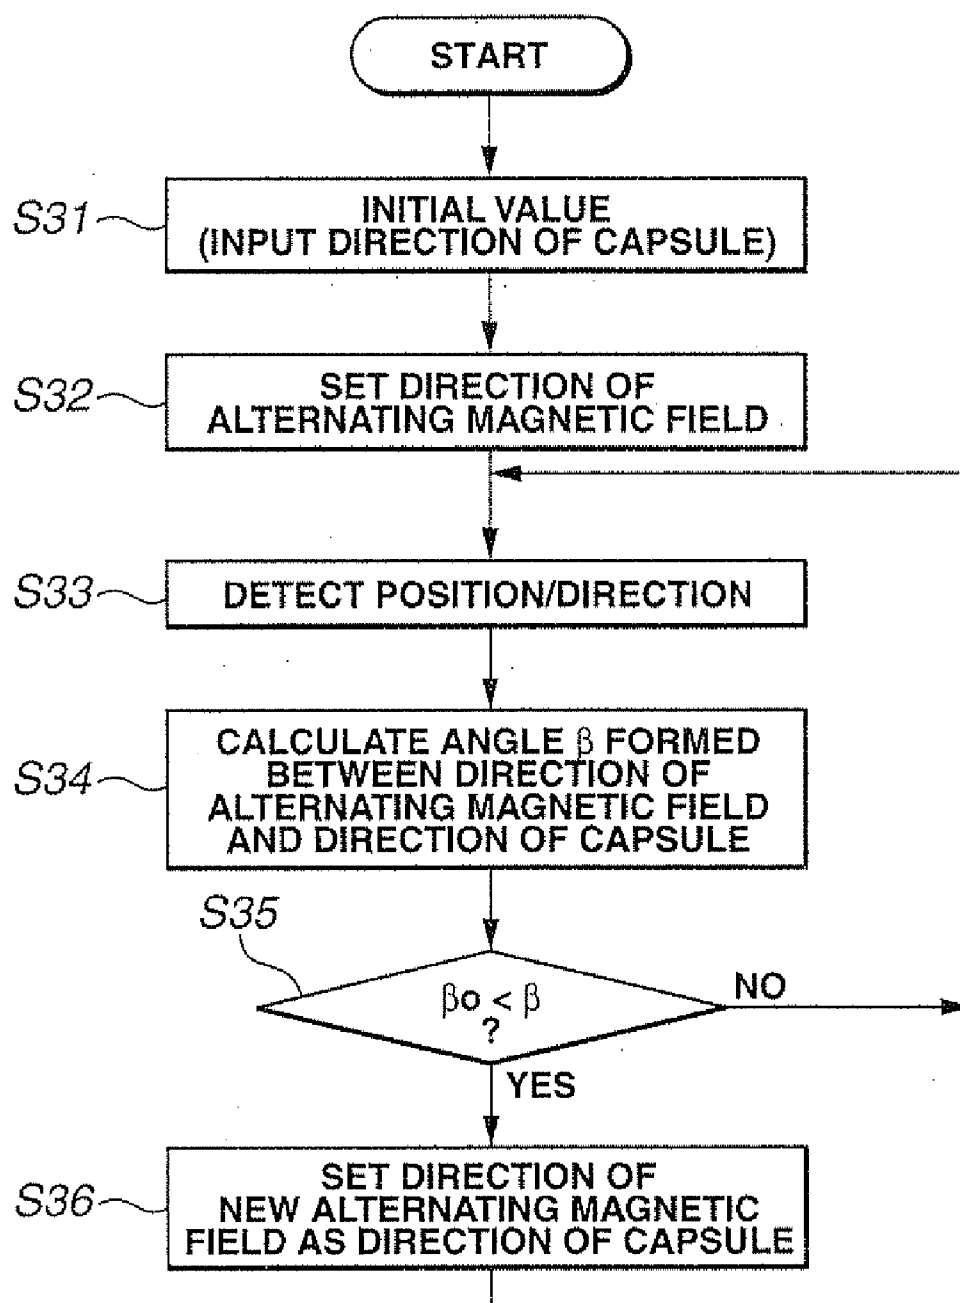 START
S31
INITIAL VALUE
(INPUT DIRECTION OF CAPSULE)
S32
SET DIRECTION OF
ALTERNATING MAGNETIC FIELD
S33
DETECT POSITION/DIRECTION
S34
CALCULATE ANGLE β FORMED
BETWEEN DIRECTION OF
ALTERNATING MAGNETIC FIELD
AND DIRECTION OF CAPSULE
S35
βo < β
?
NO
YES
S36
SET DIRECTION OF
NEW ALTERNATING MAGNETIC
FIELD AS DIRECTION OF CAPSULE